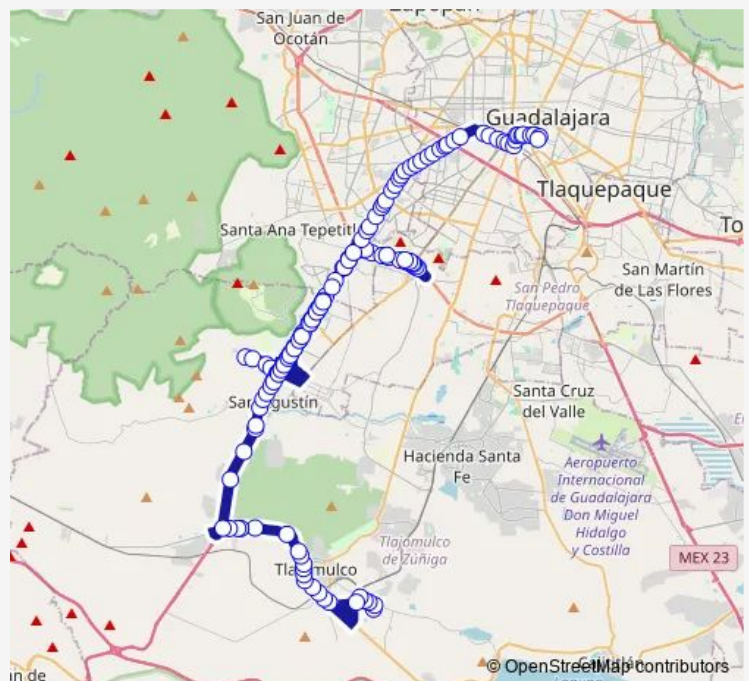 San Juan de
Ocotán
Zapopan
Guadalajara
Tlaquepaque
Santa Ana Tepetitl
San Martín
de Las Flores
San Pedro
Tlaquepaque
Santa Cruz
del Valle
Hacienda Santa
Fe
Aeropuerto
Internacional
de Guadalajara
Don Miguel
Hidalgo
y Costilla
Tlajomulco
de Zúñiga
MEX 23
© OpenStreetMap contributors